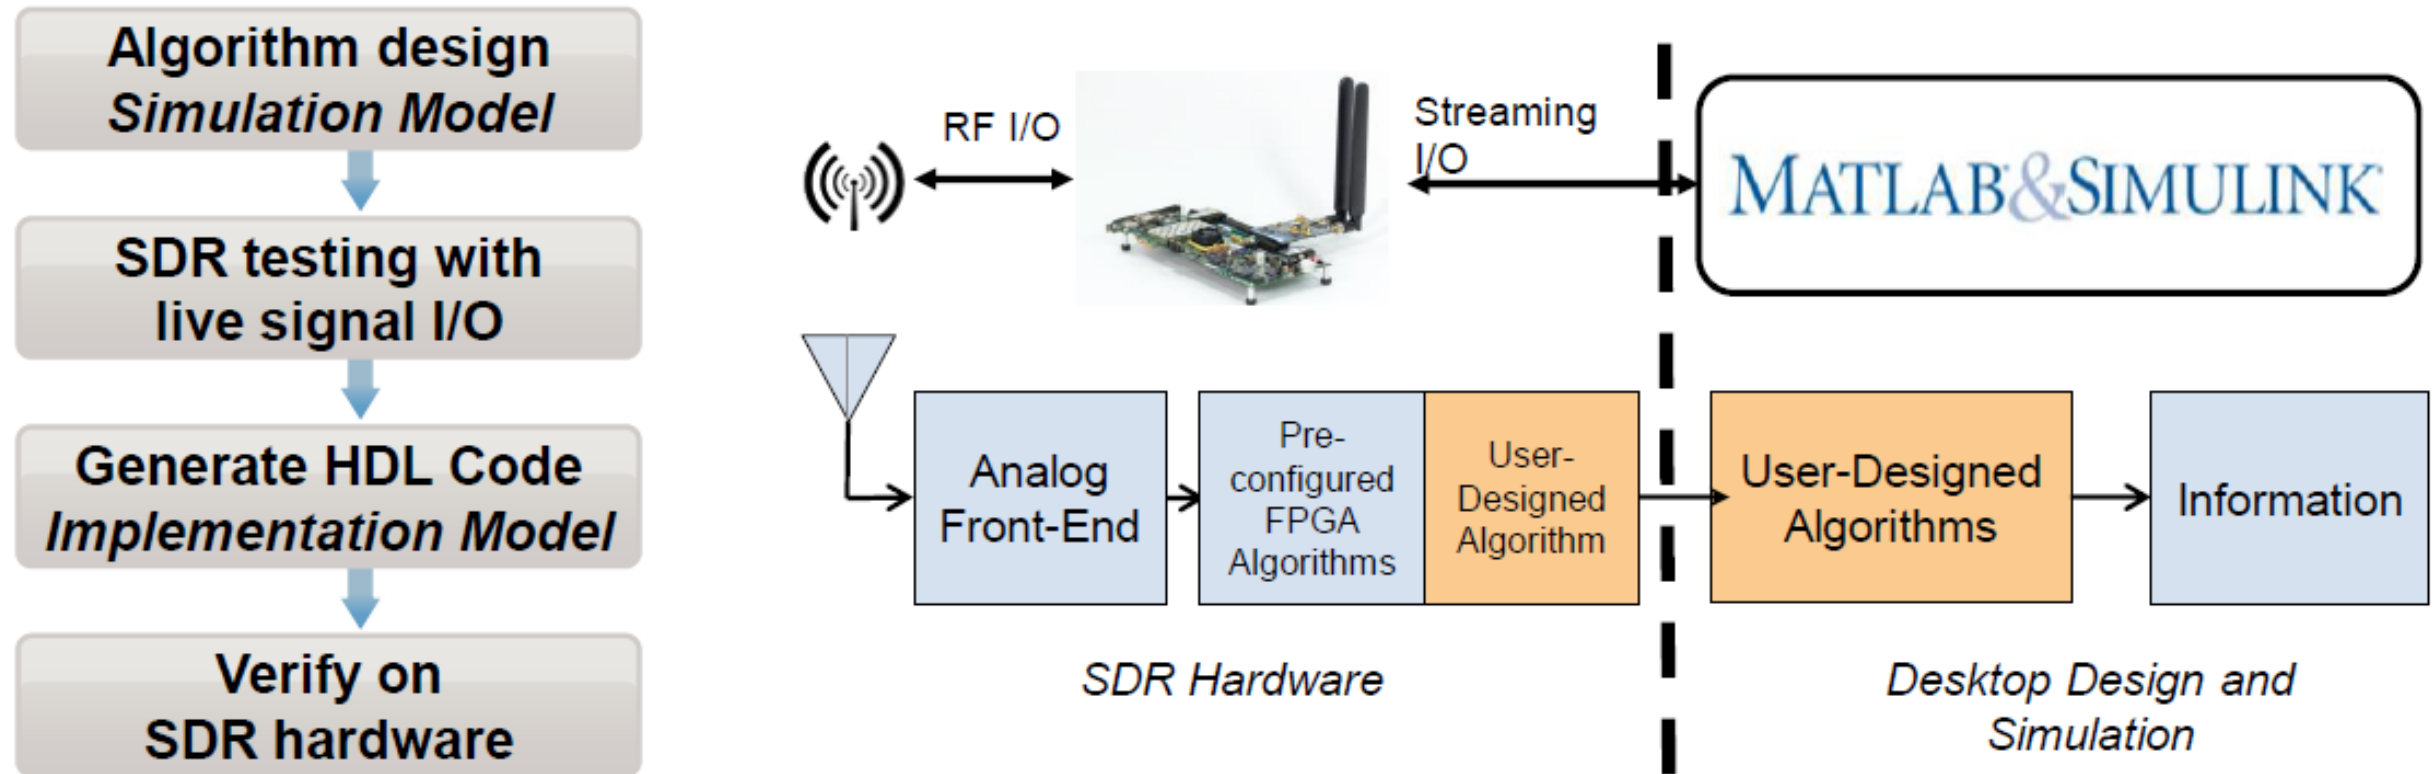 Algorithm design
Simulation Model
SDR testing with
live signal I/O
Generate HDL Code
Implementation Model
Verify on
SDR hardware
RF I/O
Streaming
I/O
MATLAB&SIMULINK
Analog
Front-End
Pre-
configured
FPGA
Algorithms
User-
Designed
Algorithm
User-Designed
Algorithms
Information
SDR Hardware
Desktop Design and
Simulation